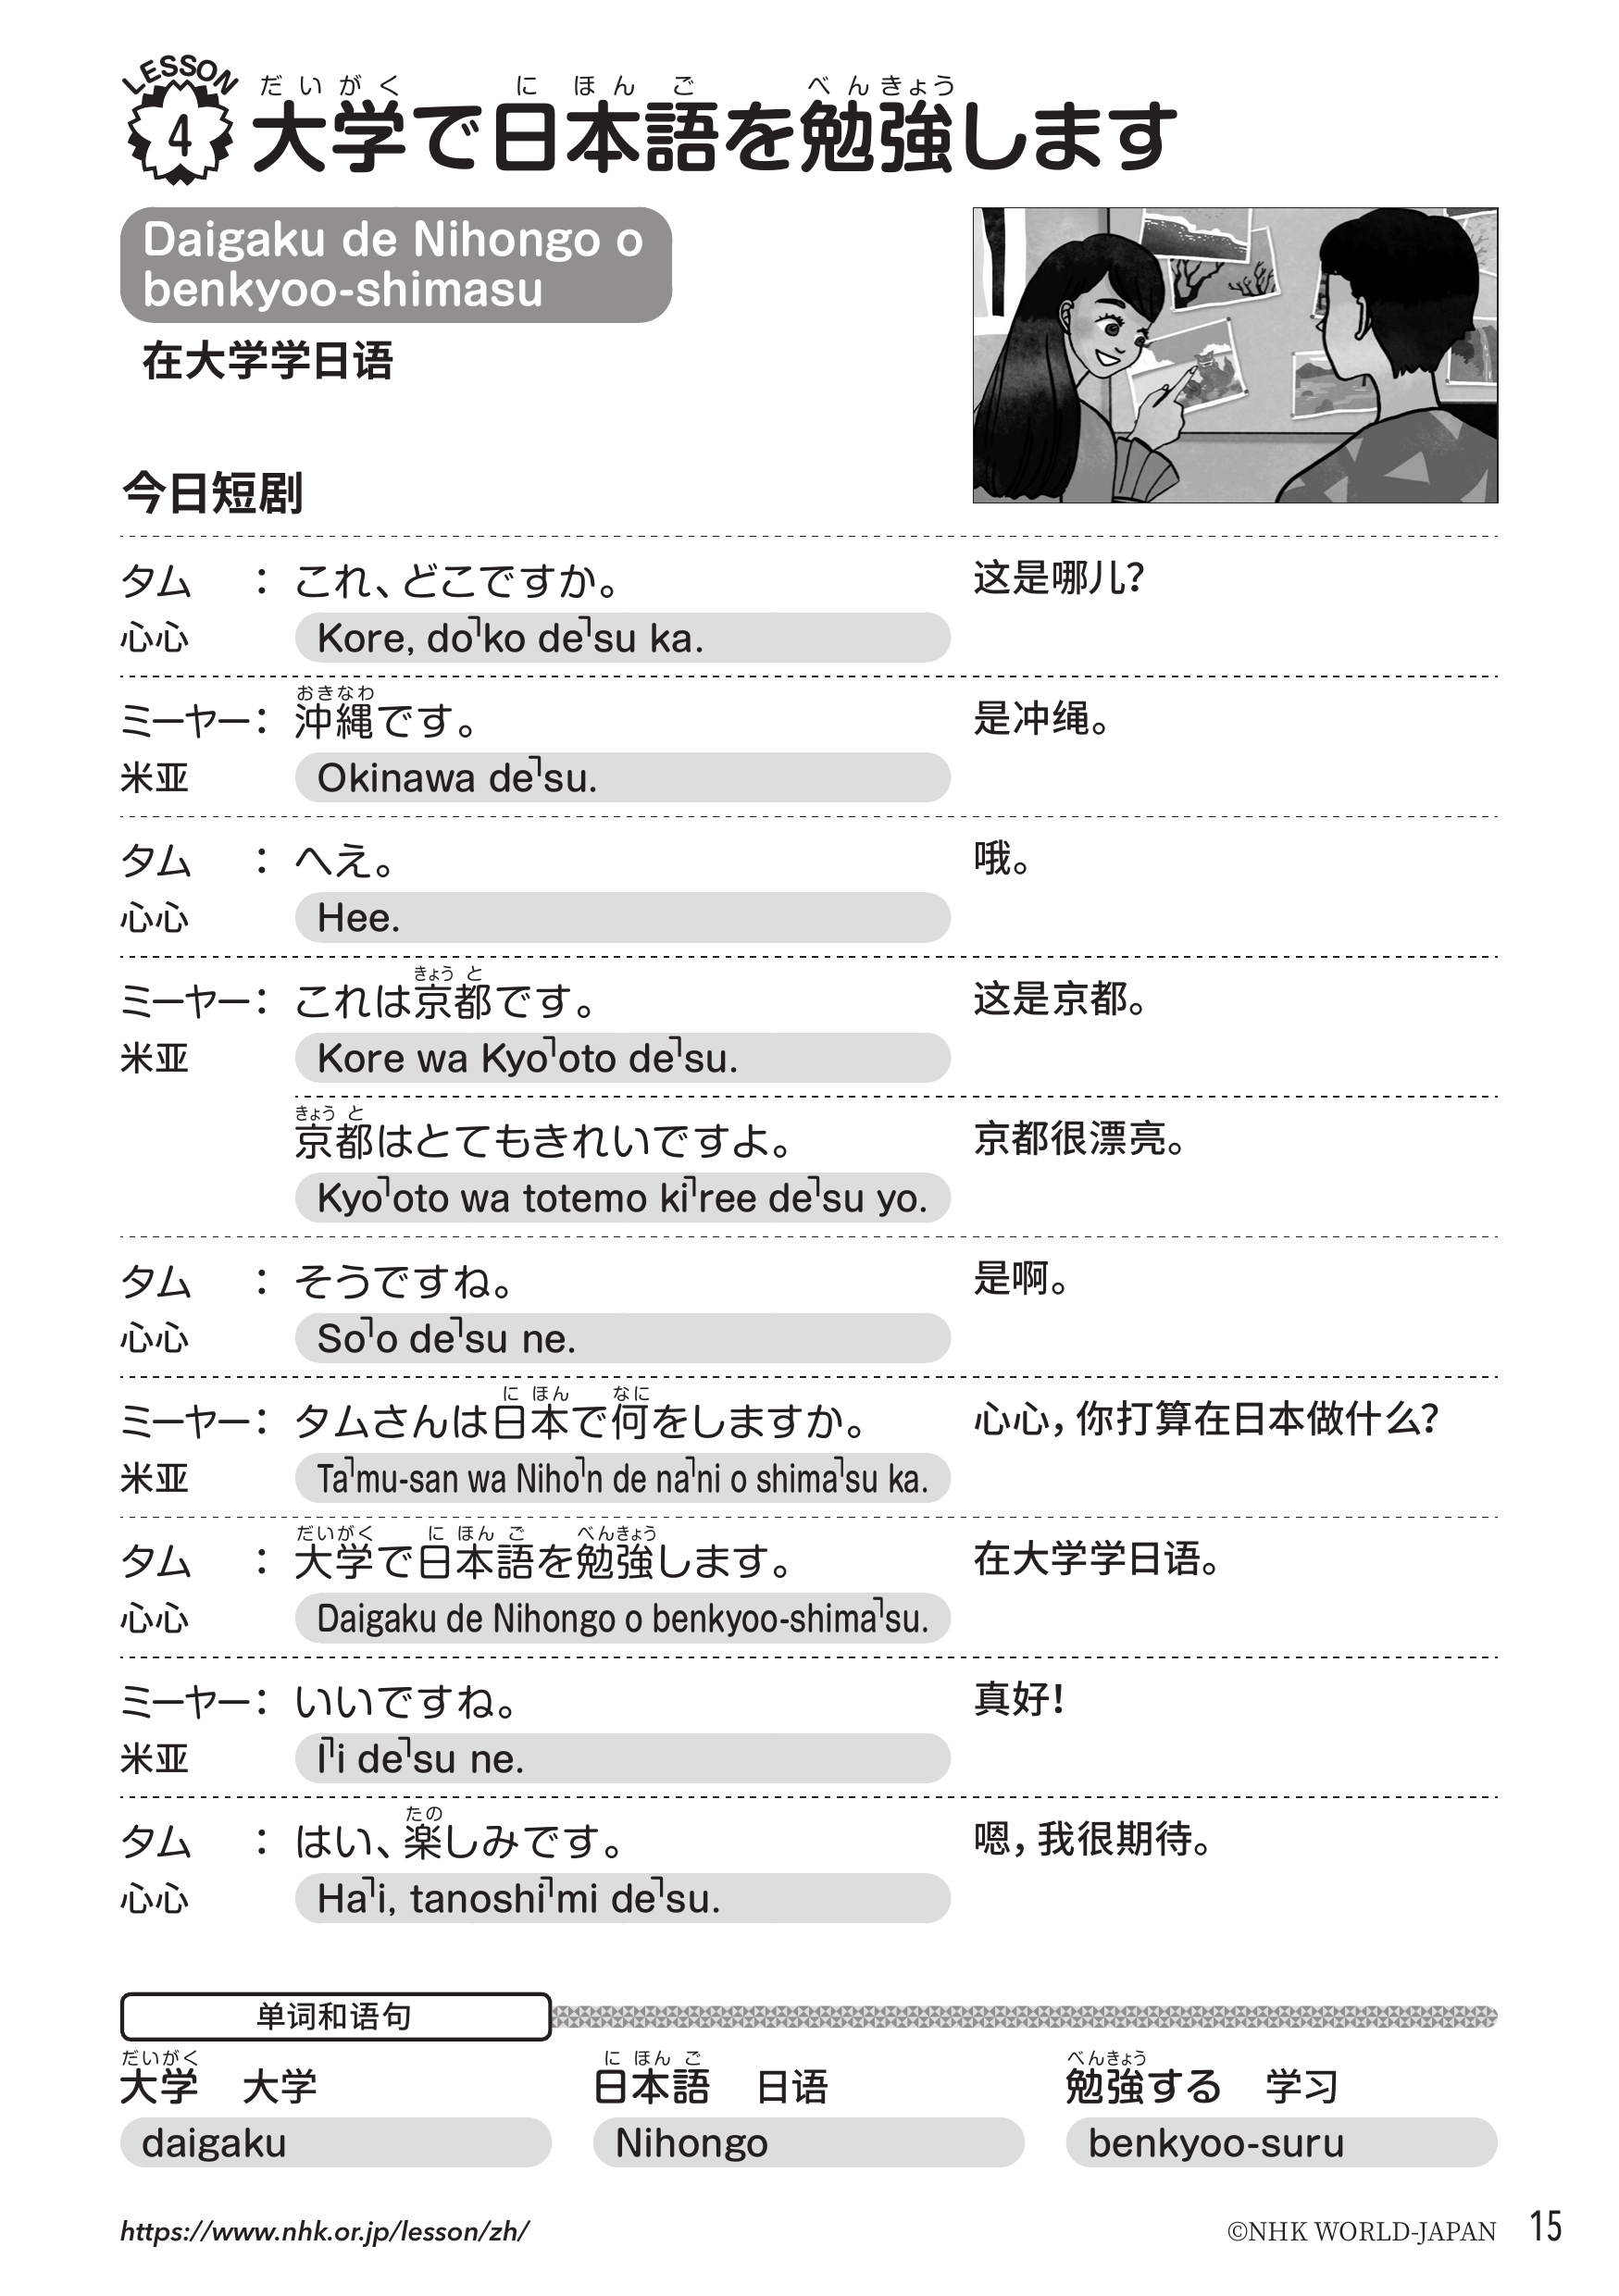 LESSON
4
だいがく にほんご べんきょう
大学で日本語を勉強します
Daigaku de Nihongo o
benkyoo-shimasu
在大学学日语
今日短剧
タム : これ、どこですか。 这是哪儿?
心心 Kore, do˥ko de˥su ka.
おきなわ
ミーヤー: 沖縄です。 是冲绳。
米亚 Okinawa de˥su.
タム : へえ。 哦。
心心 Hee.
きょうと
ミーヤー: これは京都です。 这是京都。
米亚 Kore wa Kyo˥oto de˥su.
きょうと
京都はとてもきれいですよ。 京都很漂亮。
Kyo˥oto wa totemo ki˥ree de˥su yo.
タム : そうですね。 是啊。
心心 So˥o de˥su ne.
にほん なに
ミーヤー: タムさんは日本で何をしますか。 心心, 你打算在日本做什么?
米亚 Ta˥mu-san wa Niho˥n de na˥ni o shima˥su ka.
だいがく にほんご べんきょう
タム : 大学で日本語を勉強します。 在大学学日语。
心心 Daigaku de Nihongo o benkyoo-shima˥su.
ミーヤー: いいですね。 真好!
米亚 I˥i de˥su ne.
たの
タム : はい、楽しみです。 嗯, 我很期待。
心心 Ha˥i, tanoshi˥mi de˥su.
单词和语句
だいがく にほんご べんきょう
大学 大学 日本語 日语 勉強する 学习
daigaku Nihongo benkyoo-suru
https://www.nhk.or.jp/lesson/zh/ ©NHK WORLD-JAPAN 15